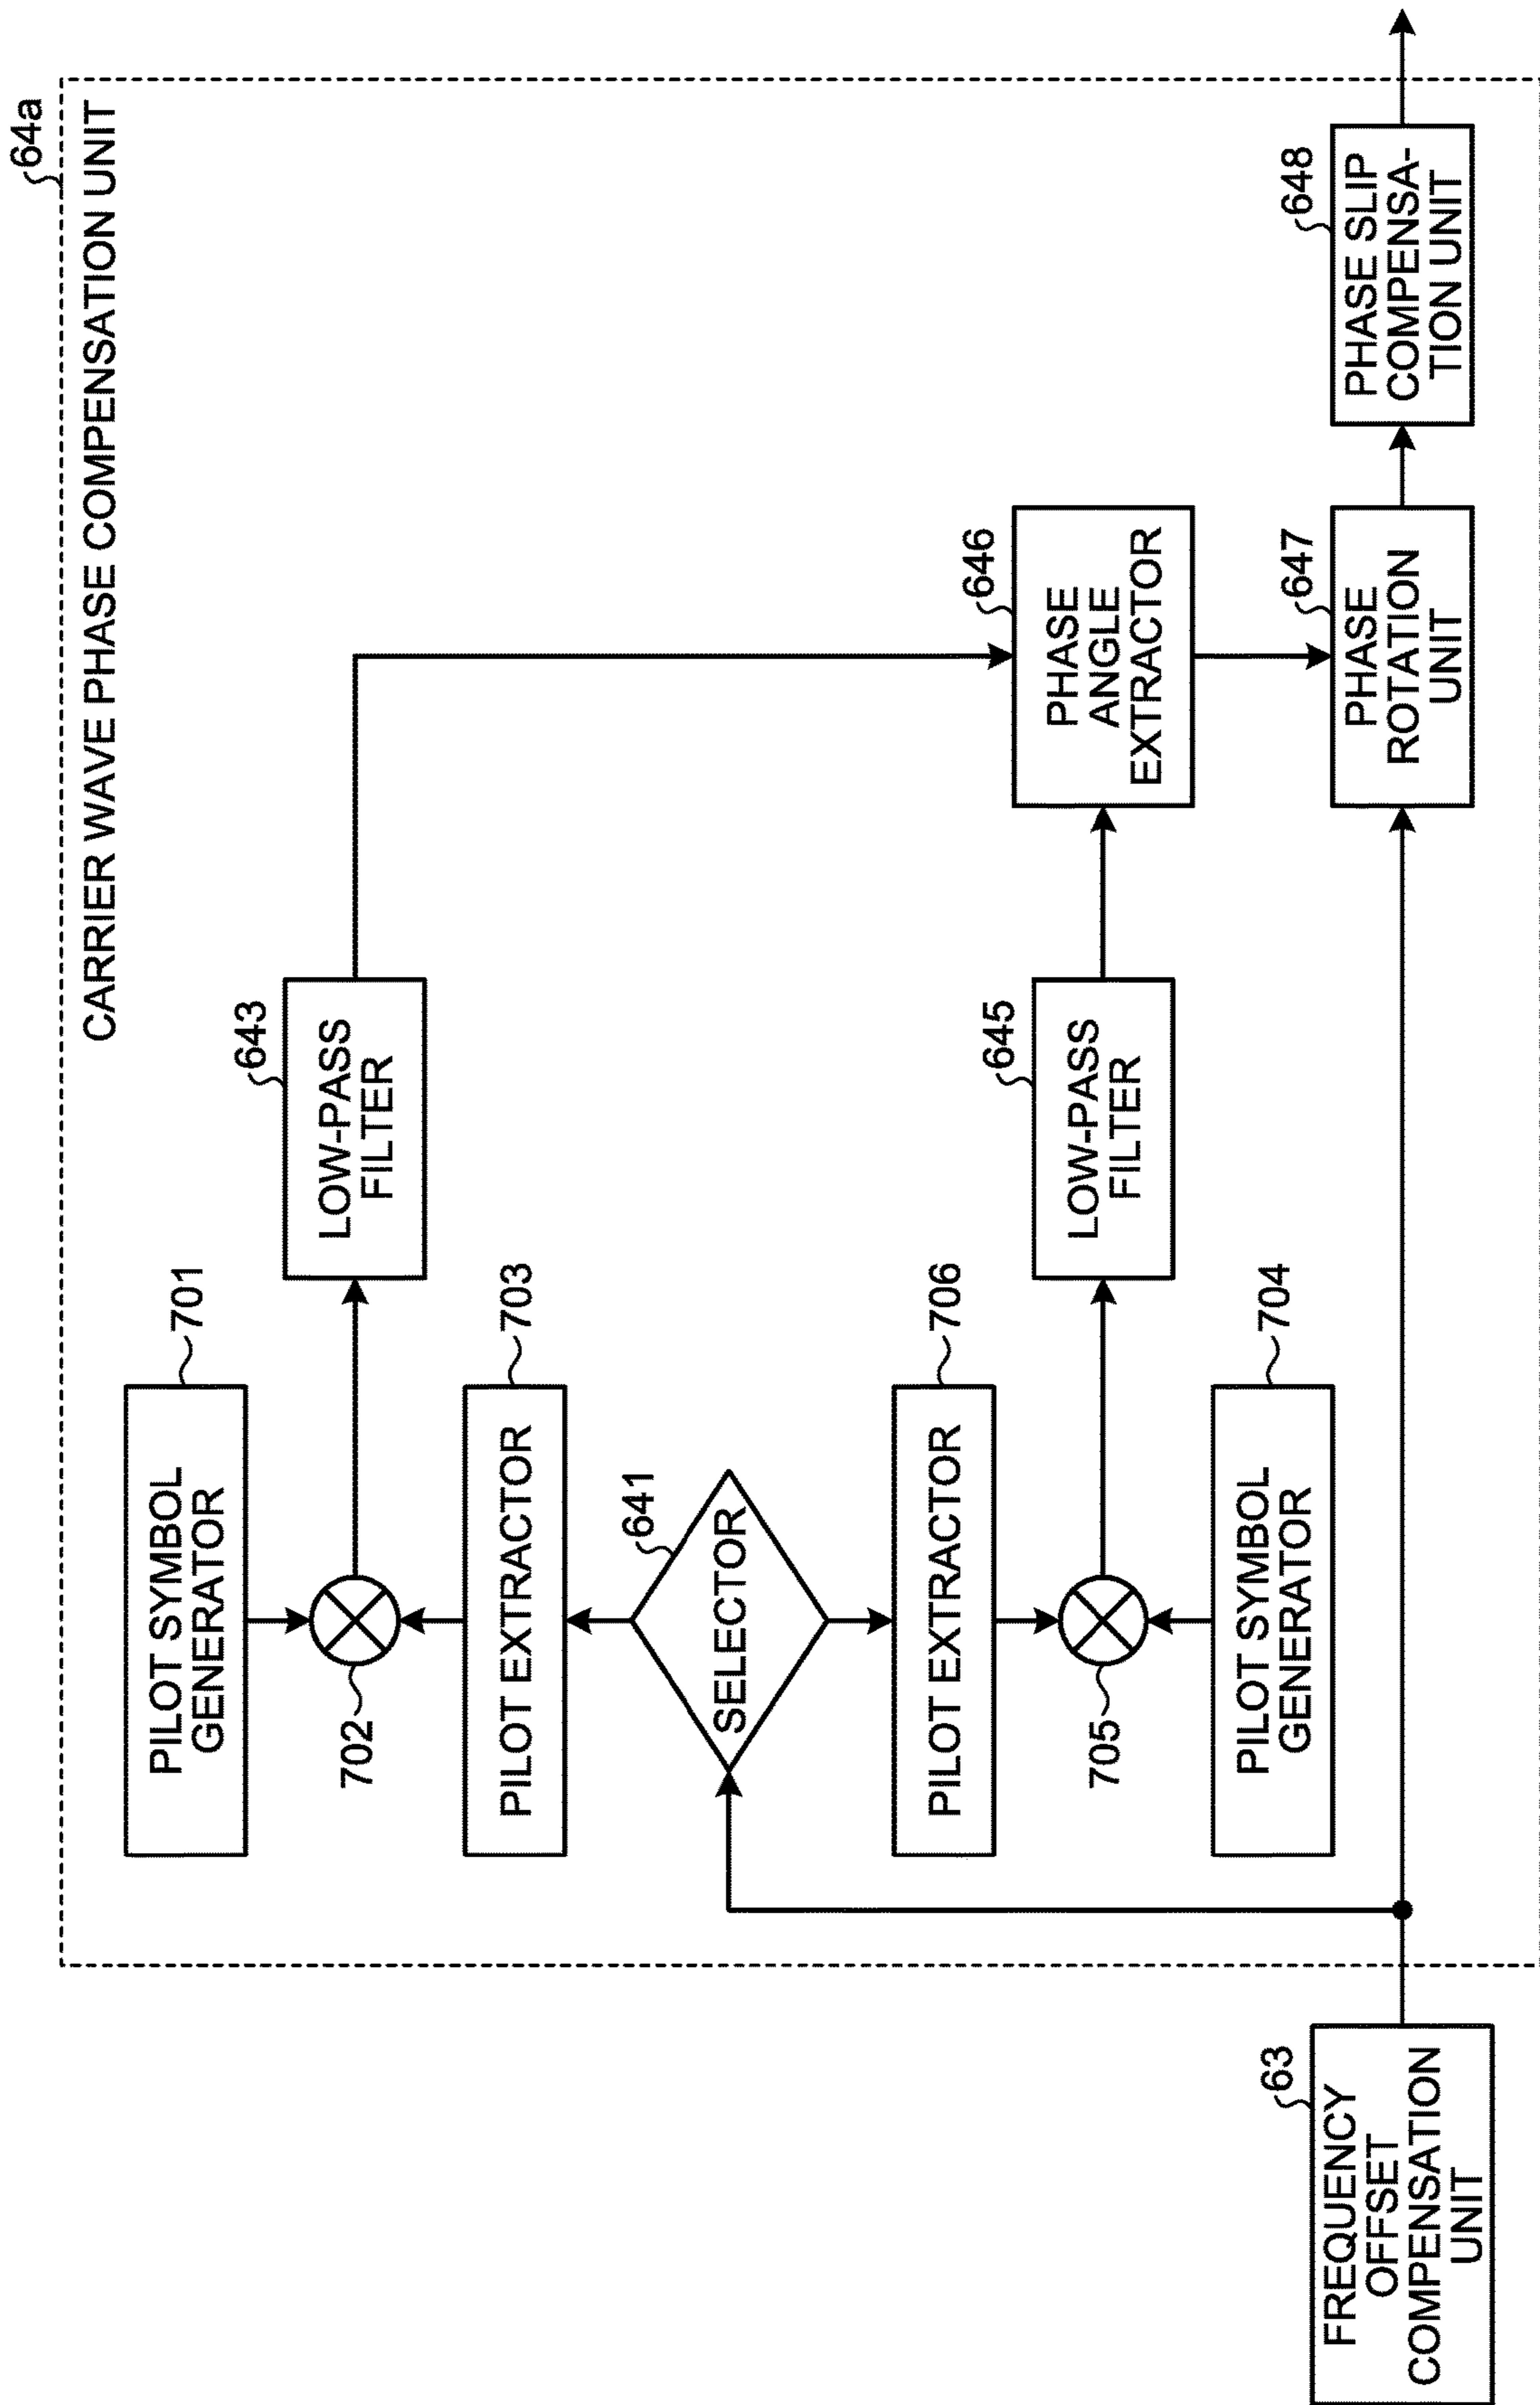 64a
CARRIER WAVE PHASE COMPENSATION UNIT
701
PILOT SYMBOL
GENERATOR
643
LOW-PASS
FILTER
702
703
PILOT EXTRACTOR
641
SELECTOR
706
PILOT EXTRACTOR
645
LOW-PASS
FILTER
646
PHASE
ANGLE
EXTRACTOR
705
704
PILOT SYMBOL
GENERATOR
63
FREQUENCY
OFFSET
COMPENSATION
UNIT
647
PHASE
ROTATION
UNIT
648
PHASE SLIP
COMPENSA-
TION UNIT